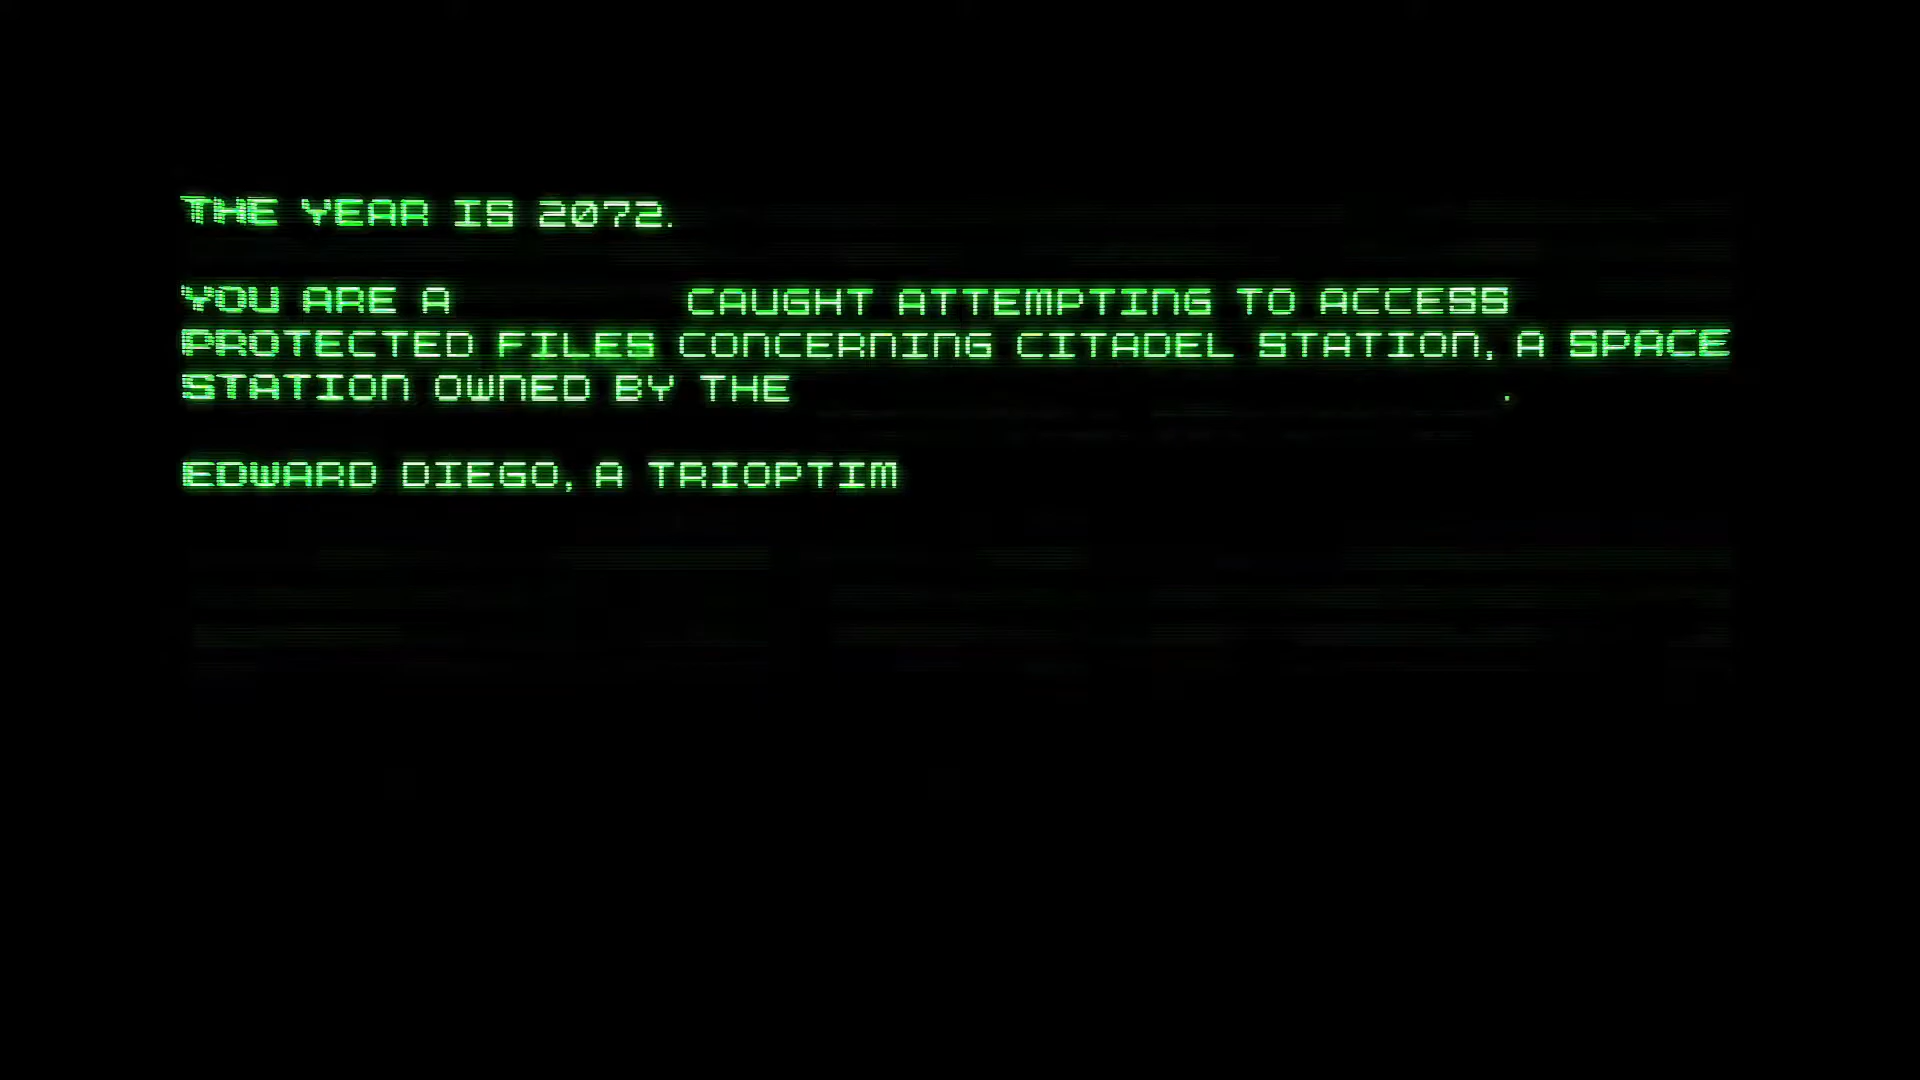 THE YEAR IS 2072.
YOU ARE A CAUGHT ATTEMPTING TO ACCESS
PROTECTED FILES CONCERNING CITADEL STATION, A SPACE
STATION OWNED BY THE .
EDWARD DIEGO, A TRIOPTIM